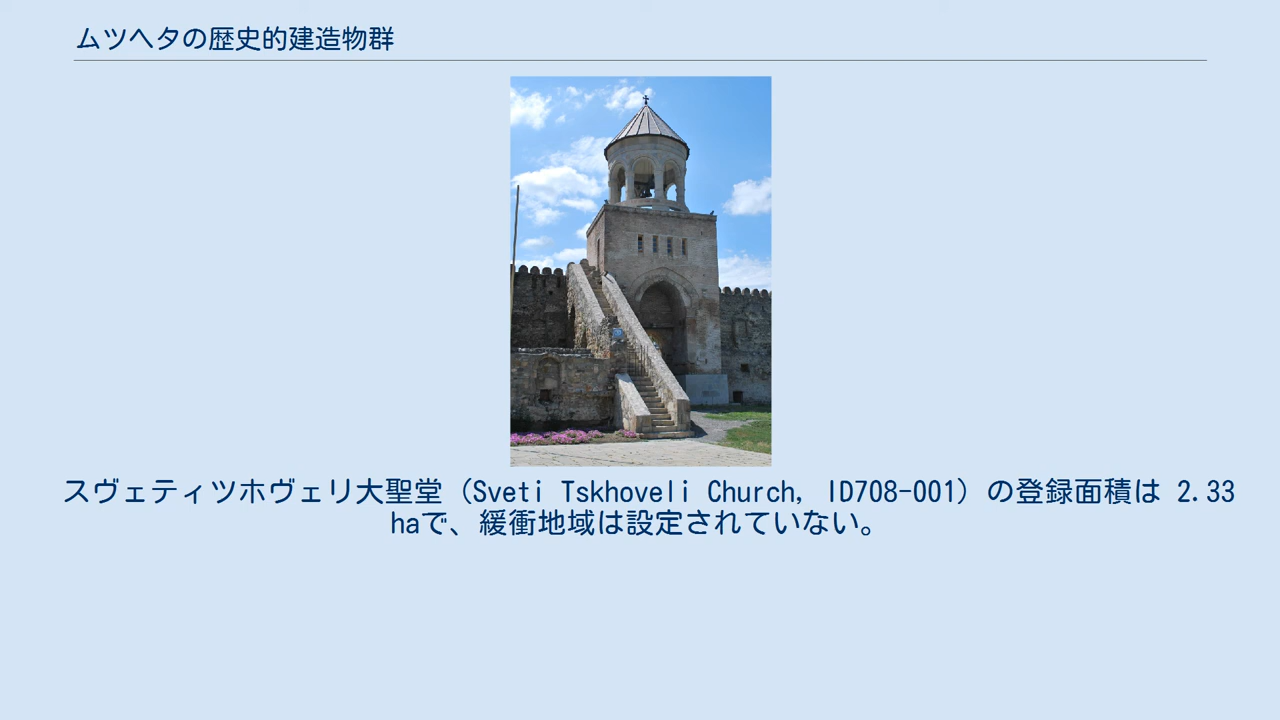 ムツヘタの歴史的建造物群
スヴェティツホヴェリ大聖堂（Sveti Tskhoveli Church, ID708-001）の登録面積は 2.33
haで、緩衝地域は設定されていない。